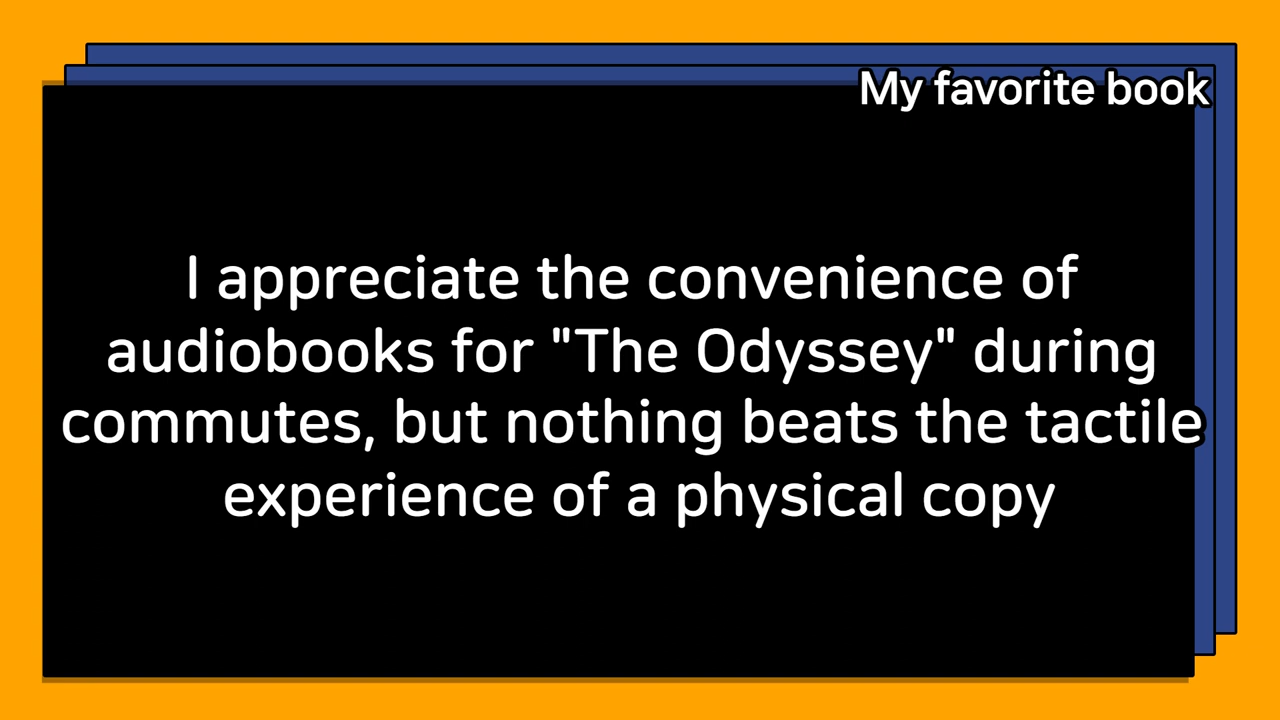 My favorite book
I appreciate the convenience of
audiobooks for "The Odyssey" during
commutes, but nothing beats the tactile
experience of a physical copy